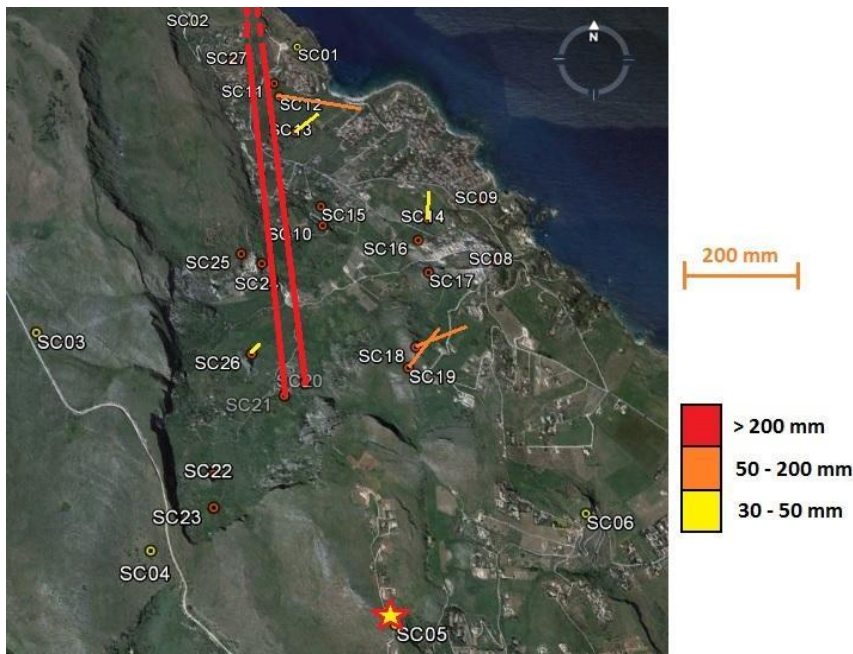 SC02
N
SC01
SC27
SC11
SC12
SC13
SC09
SC15
SC14
SC10
SC16
SC25
SC08
SC24
SC17
200 mm
SC03
SC26
SC18
SC19
SC20
SC21
> 200 mm
50 - 200 mm
30 - 50 mm
SC22
SC23
SC06
SC04
SC05